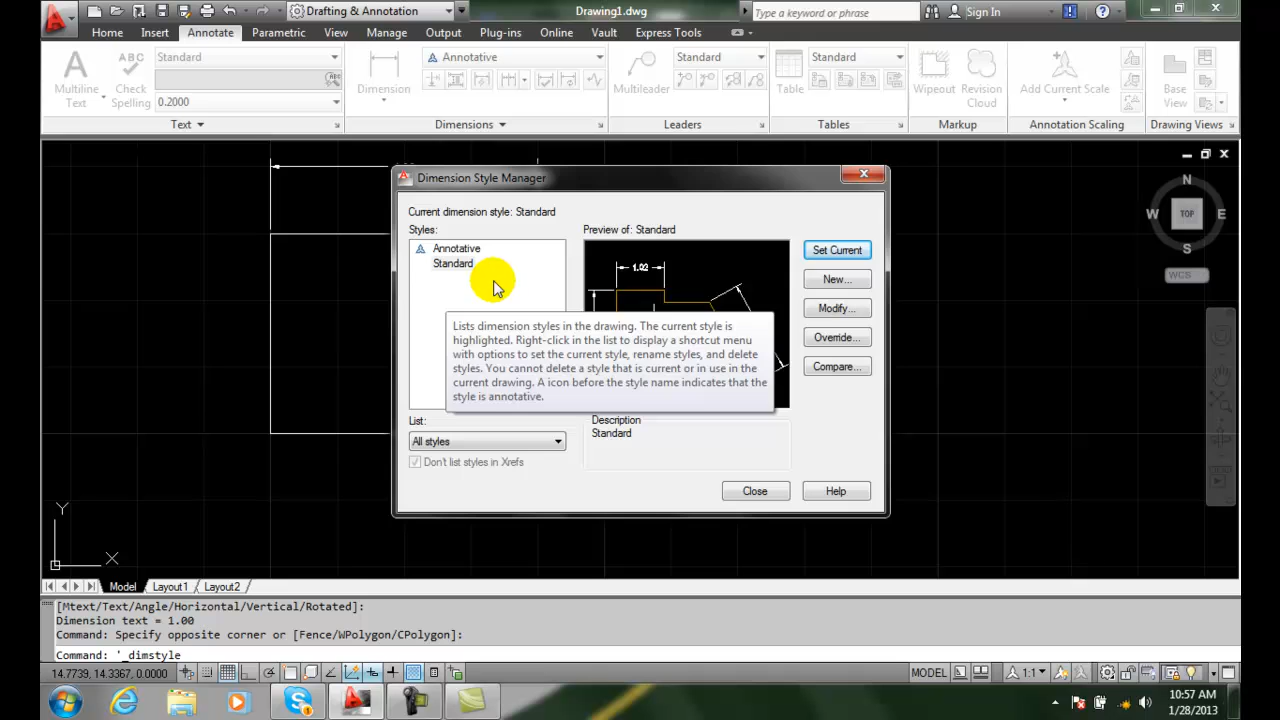 Drafting & Annotation
Drawing1.dwg
Type a keyword or phrase
Sign In
Home Insert Annotate Parametric View Manage Output Plug-ins Online Vault Express Tools
Standard
Annotative
Standard
Standard
Multiline
Text
Check
Spelling
0.2000
Dimension
Multileader
Table
Wipeout
Revision
Cloud
Add Current Scale
Base
View
Text
Dimensions
Leaders
Tables
Markup
Annotation Scaling
Drawing Views
N
W TOP E
S
WCS
Dimension Style Manager
Current dimension style: Standard
Styles:
Annotative
Standard
Preview of: Standard
1.02
Set Current
New...
Modify...
Override...
Compare...
Lists dimension styles in the drawing. The current style is
highlighted. Right-click in the list to display a shortcut menu
with options to set the current style, rename styles, and delete
styles. You cannot delete a style that is current or in use in the
current drawing. A icon before the style name indicates that the
style is annotative.
List:
All styles
Don't list styles in Xrefs
Description
Standard
Close
Help
Y
X
Model Layout1 Layout2
[Mtext/Text/Angle/Horizontal/Vertical/Rotated]:
Dimension text = 1.00
Command: Specify opposite corner or [Fence/WPolygon/CPolygon]:
Command: '_dimstyle
14.7739, 14.3367, 0.0000
MODEL
1:1
10:57 AM
1/28/2013